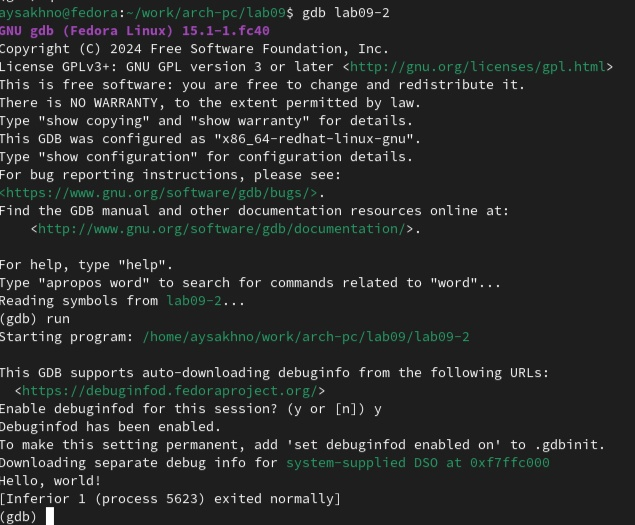 aysakhno@fedora:~/work/arch-pc/lab09$ gdb lab09-2
GNU gdb (Fedora Linux) 15.1-1.fc40
Copyright (C) 2024 Free Software Foundation, Inc.
License GPLv3+: GNU GPL version 3 or later <http://gnu.org/licenses/gpl.html>
This is free software: you are free to change and redistribute it.
There is NO WARRANTY, to the extent permitted by law.
Type "show copying" and "show warranty" for details.
This GDB was configured as "x86_64-redhat-linux-gnu".
Type "show configuration" for configuration details.
For bug reporting instructions, please see:
<https://www.gnu.org/software/gdb/bugs/>.
Find the GDB manual and other documentation resources online at:
    <http://www.gnu.org/software/gdb/documentation/>.

For help, type "help".
Type "apropos word" to search for commands related to "word"...
Reading symbols from lab09-2...
(gdb) run
Starting program: /home/aysakhno/work/arch-pc/lab09/lab09-2

This GDB supports auto-downloading debuginfo from the following URLs:
  <https://debuginfod.fedoraproject.org/>
Enable debuginfod for this session? (y or [n]) y
Debuginfod has been enabled.
To make this setting permanent, add 'set debuginfod enabled on' to .gdbinit.
Downloading separate debug info for system-supplied DSO at 0xf7ffc000
Hello, world!
[Inferior 1 (process 5623) exited normally]
(gdb)